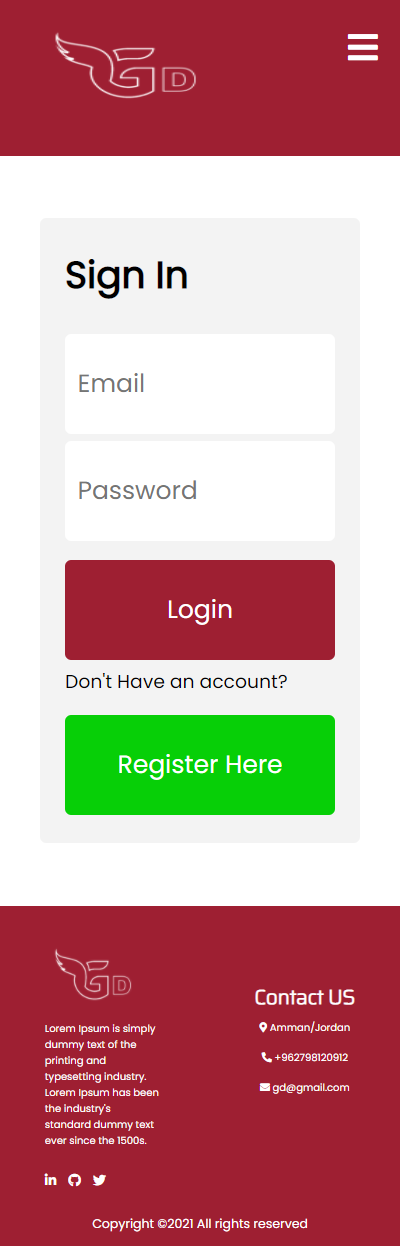 GD
Sign In
Email
Password
Login
Don't Have an account?
Register Here
GD
Lorem Ipsum is simply
dummy text of the
printing and
typesetting industry.
Lorem Ipsum has been
the industry's
standard dummy text
ever since the 1500s.
Contact US
Amman/Jordan
+962798120912
gd@gmail.com
Copyright ©2021 All rights reserved